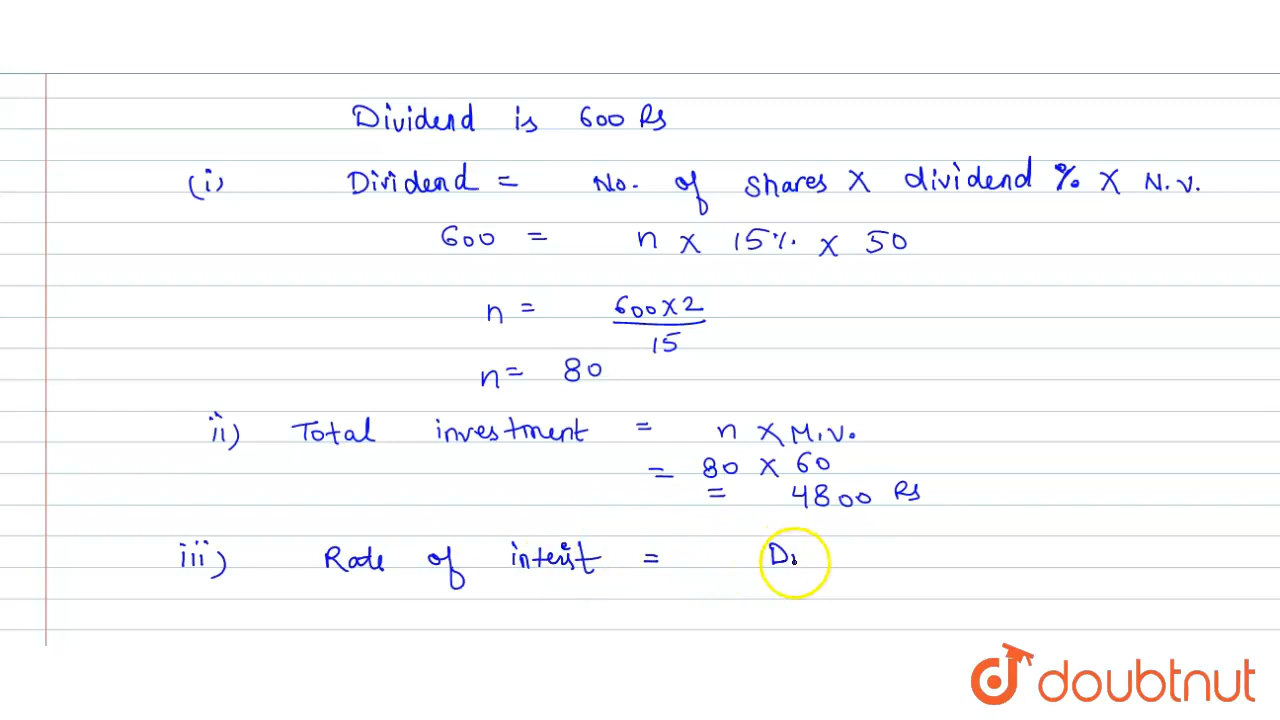 Dividend is 600 Rs
(i) Dividend = No. of shares X dividend % X N.V.
600 = n X 15% X 50
n = 600X2
15
n = 80
ii) Total investment = n X M.V.
= 80 X 60
= 4800 Rs
iii) Rate of interest = Di
doubtnut